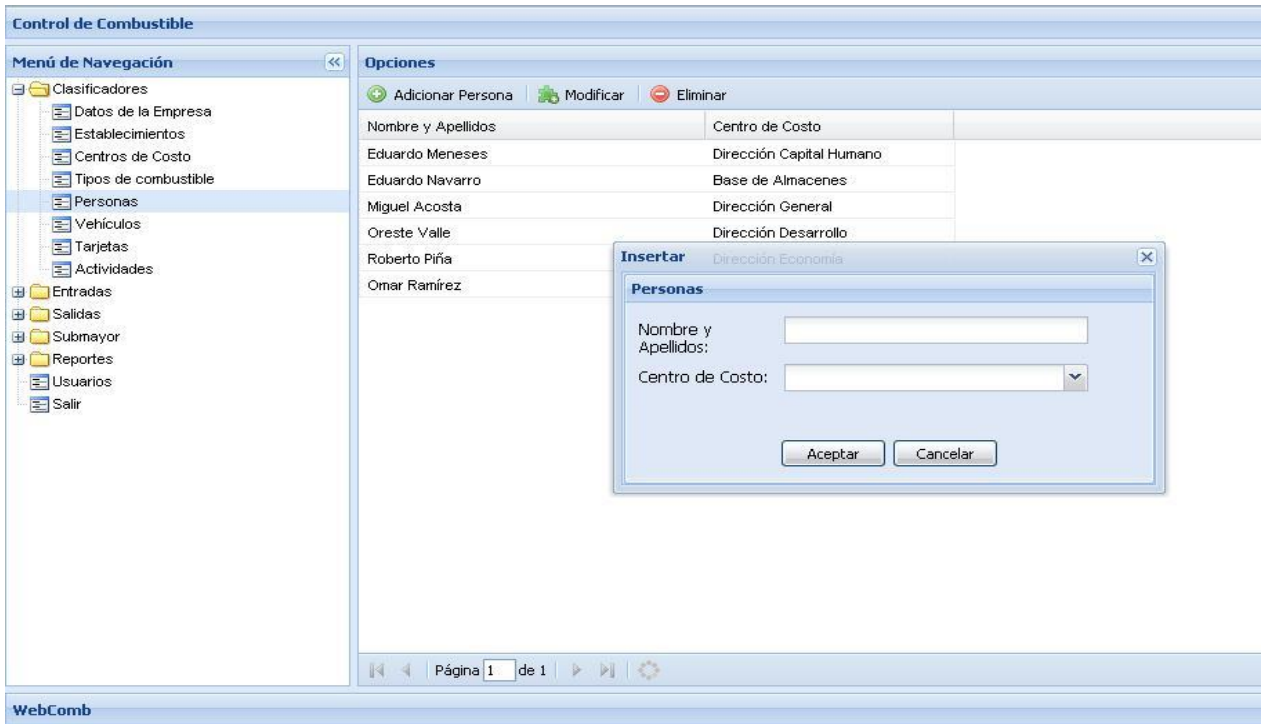 Control de Combustible
Menú de Navegación
Clasificadores
Datos de la Empresa
Establecimientos
Centros de Costo
Tipos de combustible
Personas
Vehículos
Tarjetas
Actividades
Entradas
Salidas
Submayor
Reportes
Usuarios
Salir
Opciones
Adicionar Persona Modificar Eliminar
Nombre y Apellidos Centro de Costo
Eduardo Meneses Dirección Capital Humano
Eduardo Navarro Base de Almacenes
Miguel Acosta Dirección General
Oreste Valle Dirección Desarrollo
Roberto Piña Dirección Economía
Omar Ramírez
Insertar
Personas
Nombre y
Apellidos:
Centro de Costo:
Aceptar Cancelar
Página 1 de 1
WebComb